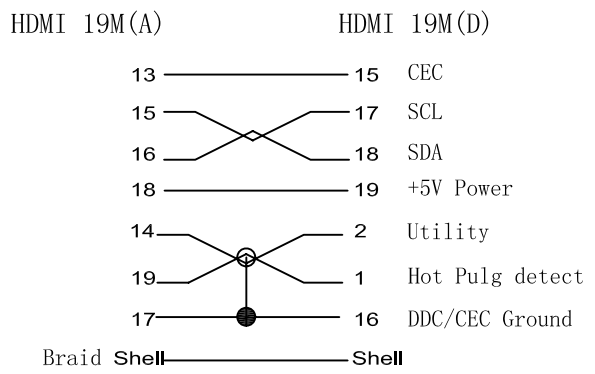 HDMI 19M(A) HDMI 19M(D)
13 15 CEC
15 17 SCL
16 18 SDA
18 19 +5V Power
14 2 Utility
19 1 Hot Pulg detect
17 16 DDC/CEC Ground
Braid Shell Shell